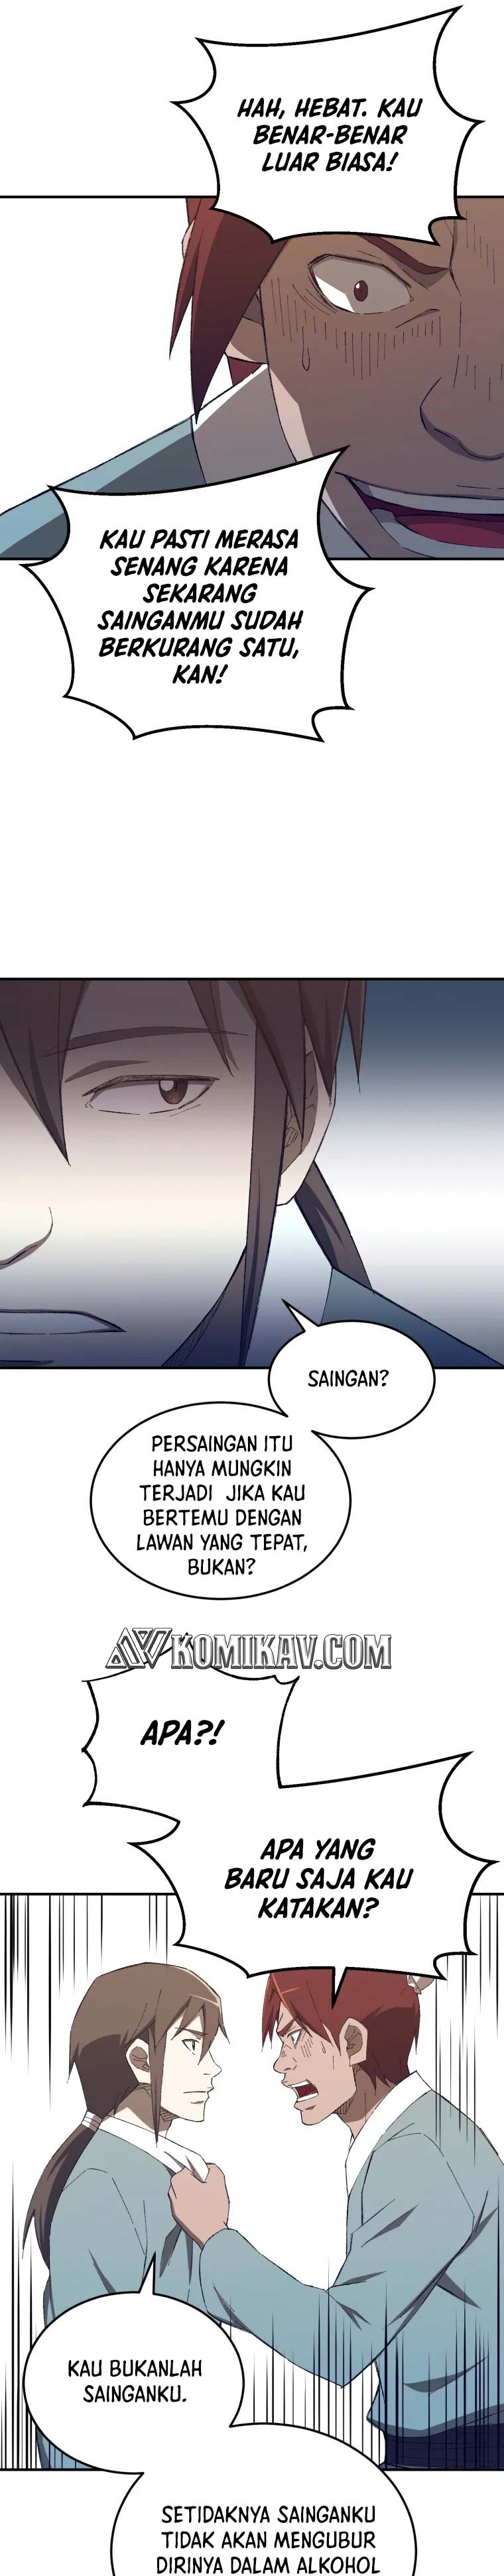 HAH, HEBAT. KAU
BENAR-BENAR
LUAR BIASA!
KAU PASTI MERASA
SENANG KARENA
SEKARANG
SAINGANMU SUDAH
BERKURANG SATU,
KAN!
SAINGAN?
PERSAINGAN ITU
HANYA MUNGKIN
TERJADI JIKA KAU
BERTEMU DENGAN
LAWAN YANG TEPAT,
BUKAN?
KOMIKAV.COM
APA?!
APA YANG
BARU SAJA KAU
KATAKAN?
KAU BUKANLAH
SAINGANKU.
SETIDAKNYA SAINGANKU
TIDAK AKAN MENGUBUR
DIRINYA DALAM ALKOHOL